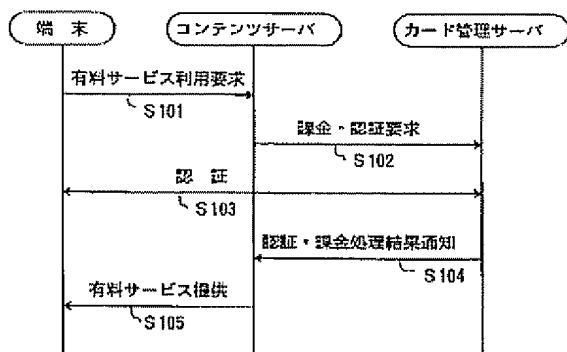 端 末
コンテンツサーバ
カード管理サーバ
有料サービス利用要求
S101
課金・認証要求
S102
認 証
S103
認証・課金処理結果通知
S104
有料サービス提供
S105